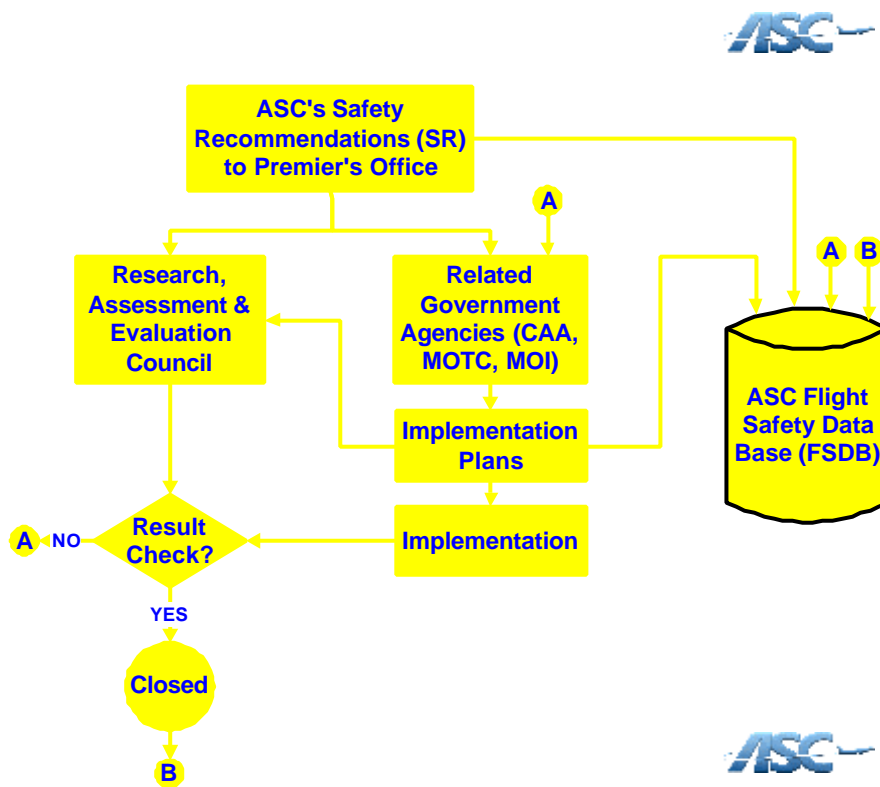 ASC
ASC's Safety
Recommendations (SR)
to Premier's Office
A
A
B
Research,
Assessment &
Evaluation
Council
Related
Government
Agencies (CAA,
MOTC, MOI)
ASC Flight
Safety Data
Base (FSDB)
Implementation
Plans
A
NO
Result
Check?
Implementation
YES
Closed
B
ASC